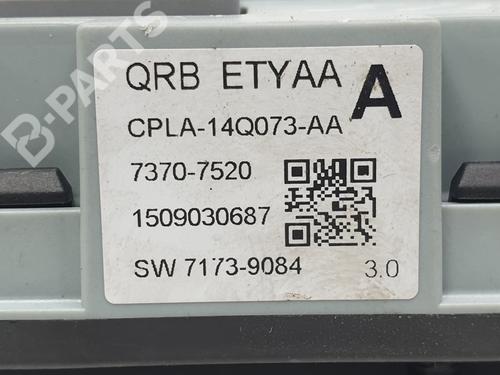 QRB ETYAA
A
CPLA-14Q073-AA
7370-7520
1509030687
SW 7173-9084
3.0
B-PARTS